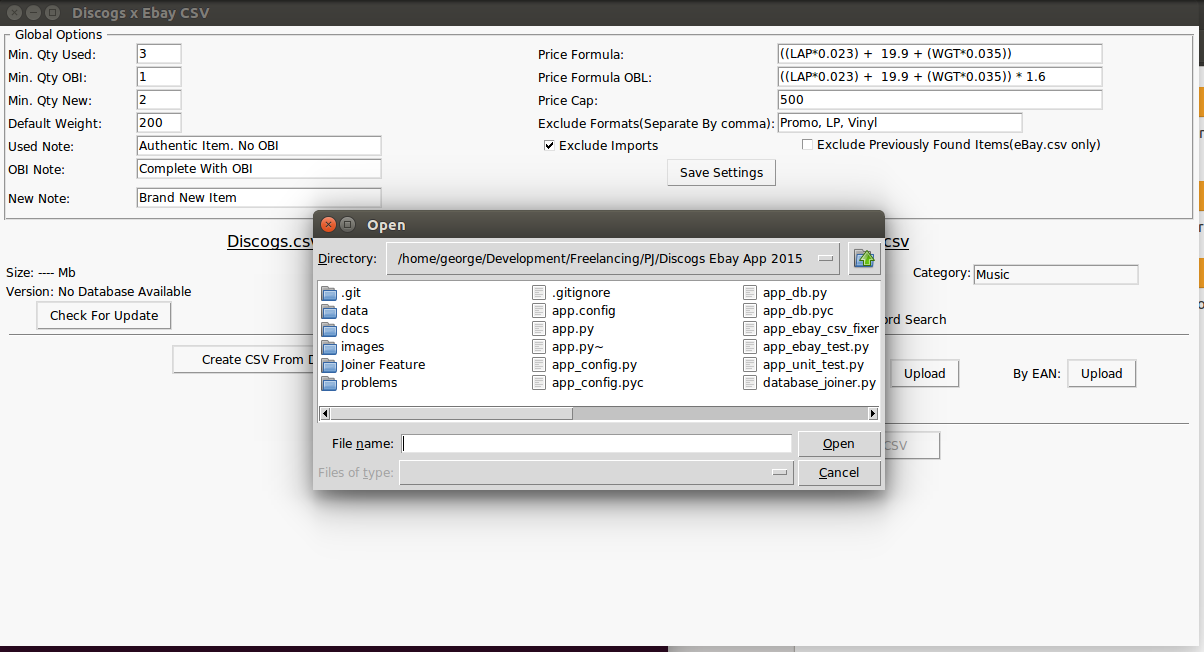 Discogs x Ebay CSV
Global Options
Min. Qty Used: 3 Price Formula: ((LAP*0.023) +  19.9 + (WGT*0.035))
Min. Qty OBI: 1 Price Formula OBL: ((LAP*0.023) +  19.9 + (WGT*0.035)) * 1.6
Min. Qty New: 2 Price Cap: 500
Default Weight: 200 Exclude Formats(Separate By comma): Promo, LP, Vinyl
Used Note: Authentic Item. No OBI Exclude Imports Exclude Previously Found Items(eBay.csv only)
OBI Note: Complete With OBI Save Settings
New Note: Brand New Item
Open
Discogs.csv csv
Directory: /home/george/Development/Freelancing/PJ/Discogs Ebay App 2015
Size: ---- Mb Category: Music
Version: No Database Available
Check For Update
.git .gitignore app_db.py
data app.config app_db.pyc
docs app.py app_ebay_csv_fixer
images app.py~ app_ebay_test.py
Joiner Feature app_config.py app_unit_test.py
problems app_config.pyc database_joiner.py
rd Search
Create CSV From D Upload By EAN: Upload
File name: Open
CSV
Files of type: Cancel